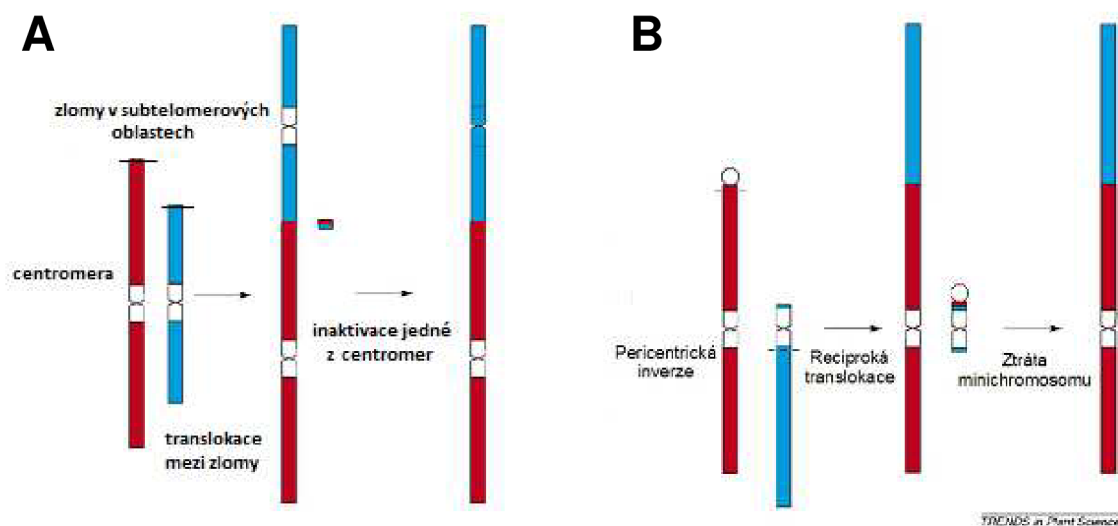 A
zlomy v subtelomerových
oblastech
centromera
translokace
mezi zlomy
inaktivace jedné
z centromer
B
Pericentrická
inverze
Reciproká
translokace
Ztráta
minichromosomu
TRENDS in Plant Science